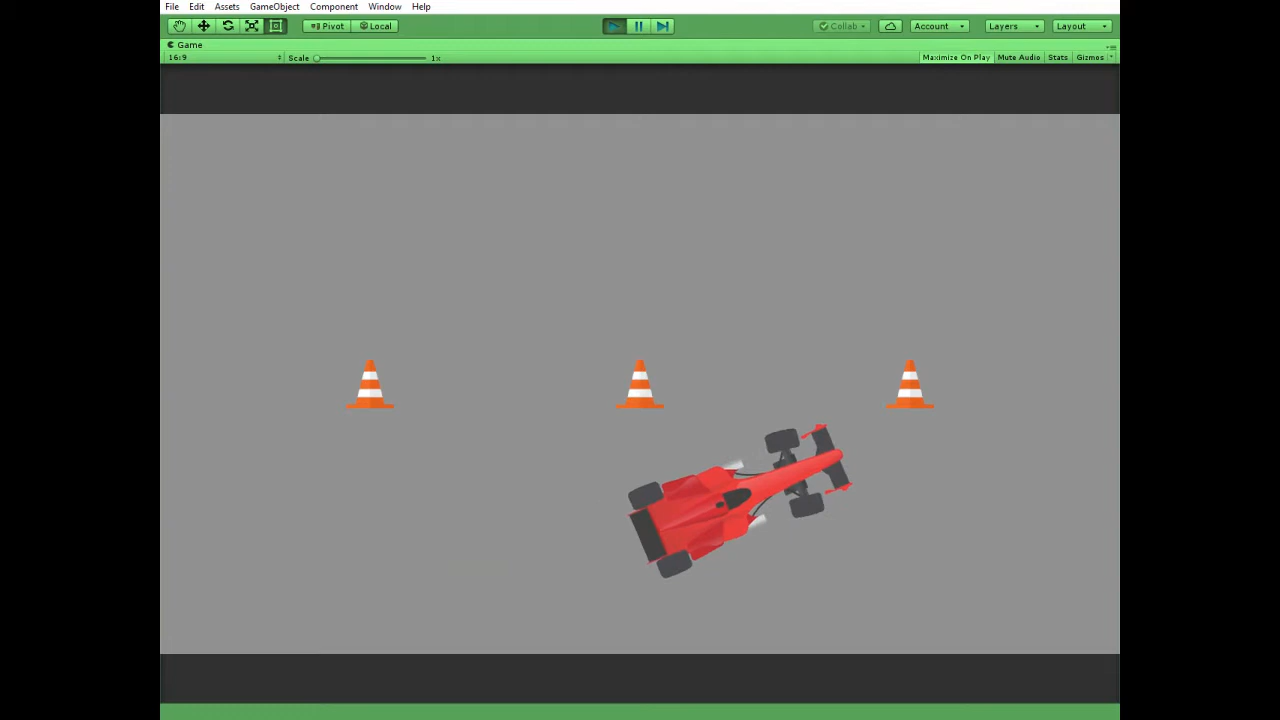 File Edit Assets GameObject Component Window Help
Pivot Local Collab Account Layers Layout
Game
16:9 Scale 1x Maximize On Play Mute Audio Stats Gizmos